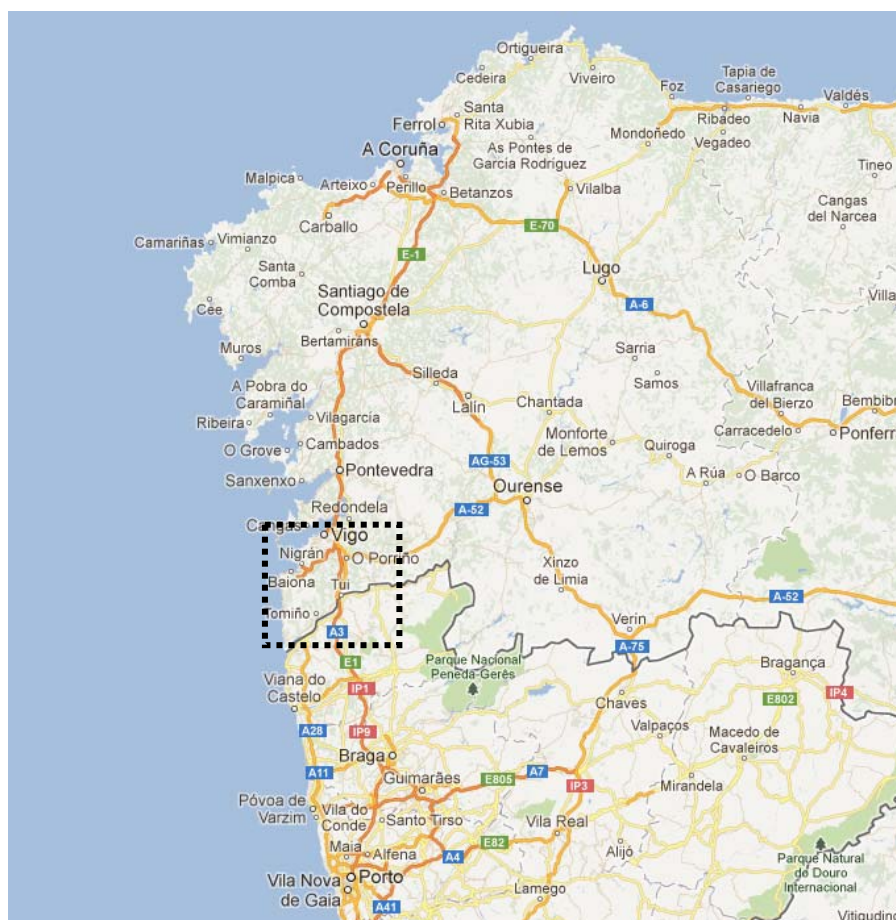 Ortigueira
Cedeira
Viveiro
Foz
Tapia de
Casariego
Valdés
Santa
Rita Xubia
Ferrol
Ribadeo
Navia
Mondoñedo
Vegadeo
A Coruña
As Pontes de
García Rodríguez
Tineo
Malpica
Arteixo
Perillo
Betanzos
Vilalba
Cangas
del Narcea
Carballo
E-70
Camariñas
Vimianzo
E-1
Santa
Comba
Lugo
Santiago de
Compostela
A-6
Villa
Cee
Bertamiráns
Muros
Sarria
Silleda
Samos
A Pobra do
Caramiñal
Lalín
Chantada
Villafranca
del Bierzo
Bembibr
Ribeira
Vilagarcia
Carracedelo
Ponferr
O Grove
Cambados
Monforte
de Lemos
Quiroga
AG-53
Pontevedra
A Rúa
O Barco
Sanxenxo
Ourense
Redondela
A-52
Cangas
Vigo
Nigrán
O Porriño
Baiona
Xinzo
de Limia
Tui
A-52
Tomiño
Verín
A3
A-75
E1
Parque Nacional
Peneda-Gerês
Bragança
Viana do
Castelo
IP1
Chaves
E802
IP4
A28
IP9
Valpaços
Macedo de
Cavaleiros
Braga
A11
Guimarães
E805
A7
IP3
Mirandela
Póvoa de
Varzim
Vila do
Conde
Santo Tirso
Vila Real
E82
Maia
Alfena
A4
Alijó
Parque Natural
do Douro
Internacional
Vila Nova
de Gaia
Porto
A41
Lamego
Vitigudin